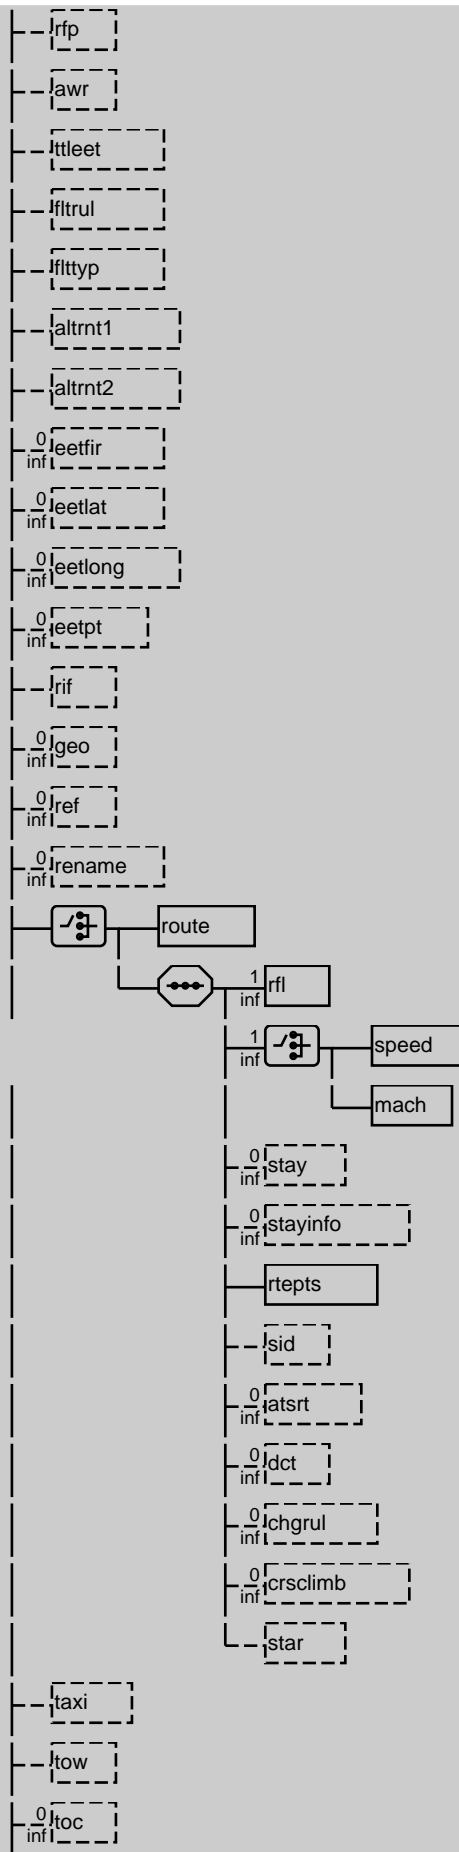 rfp
awr
ttleet
fltrul
flttyp
altrnt1
altrnt2
0
inf eetfir
0
inf eetlat
0
inf eetlong
0
inf eetpt
rif
0
inf geo
0
inf ref
0
inf rename
route
1
inf rfl
1
inf speed
mach
0
inf stay
0
inf stayinfo
rtepts
sid
0
inf atsrt
0
inf dct
0
inf chgrul
0
inf crsclimb
star
taxi
tow
0
inf toc